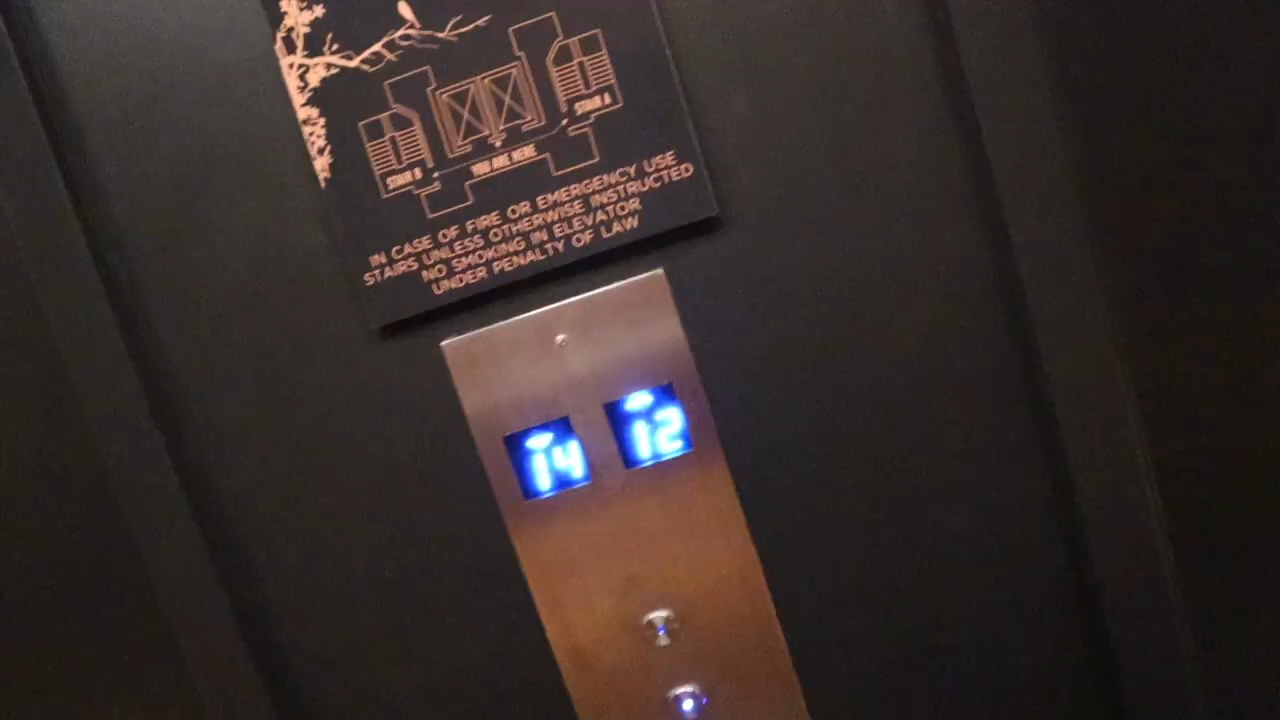 STAIR A
YOU ARE HERE
STAIR B
IN CASE OF FIRE OR EMERGENCY USE
STAIRS UNLESS OTHERWISE INSTRUCTED
NO SMOKING IN ELEVATOR
UNDER PENALTY OF LAW
14 12